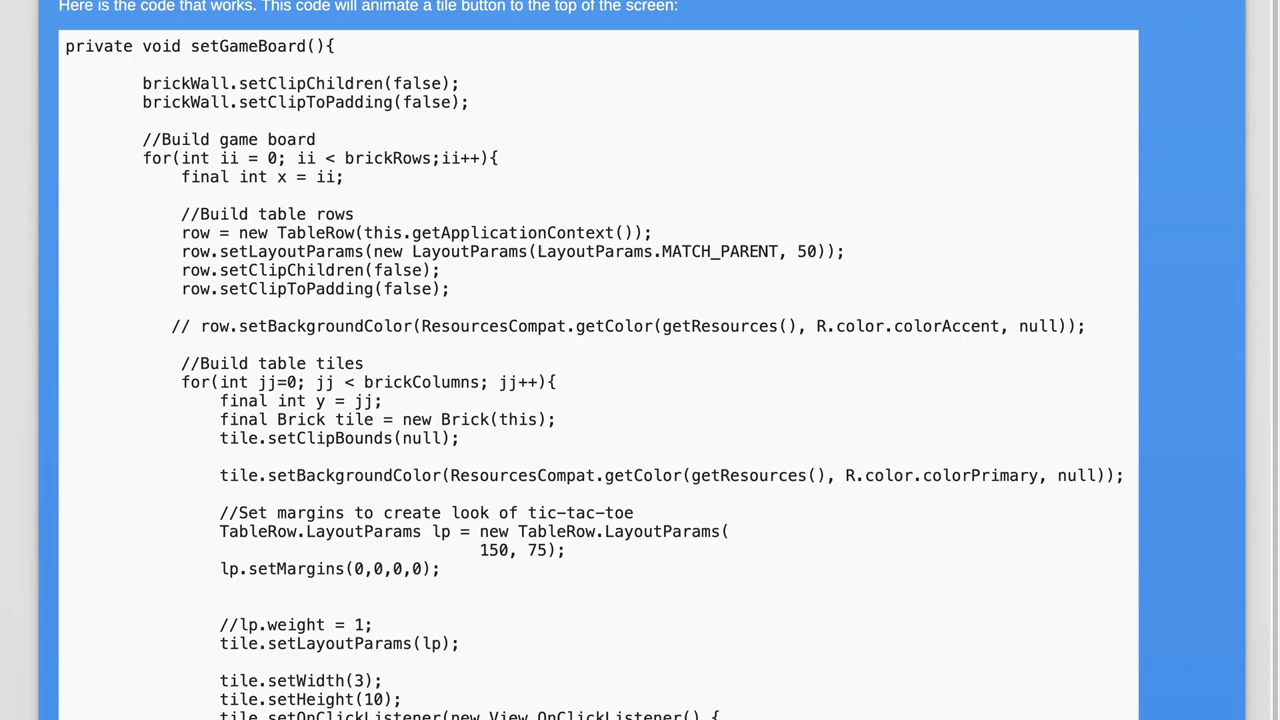 Here is the code that works. This code will animate a tile button to the top of the screen:
private void setGameBoard(){
brickWall.setClipChildren(false);
brickWall.setClipToPadding(false);
//Build game board
for(int ii = 0; ii < brickRows;ii++){
final int x = ii;
//Build table rows
row = new TableRow(this.getApplicationContext());
row.setLayoutParams(new LayoutParams(LayoutParams.MATCH_PARENT, 50));
row.setClipChildren(false);
row.setClipToPadding(false);
// row.setBackgroundColor(ResourcesCompat.getColor(getResources(), R.color.colorAccent, null));
//Build table tiles
for(int jj=0; jj < brickColumns; jj++){
final int y = jj;
final Brick tile = new Brick(this);
tile.setClipBounds(null);
tile.setBackgroundColor(ResourcesCompat.getColor(getResources(), R.color.colorPrimary, null));
//Set margins to create look of tic-tac-toe
TableRow.LayoutParams lp = new TableRow.LayoutParams(
150, 75);
lp.setMargins(0,0,0,0);
//lp.weight = 1;
tile.setLayoutParams(lp);
tile.setWidth(3);
tile.setHeight(10);
tile.setOnClickListener(new View.OnClickListener() {